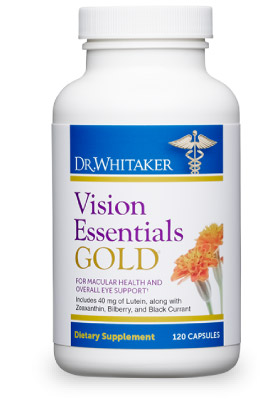 DR. WHITAKER
Vision
Essentials
GOLD
FOR MACULAR HEALTH AND
OVERALL EYE SUPPORT†
Includes 40 mg of Lutein, along with
Zeaxanthin, Bilberry, and Black Currant
Dietary Supplement 120 CAPSULES